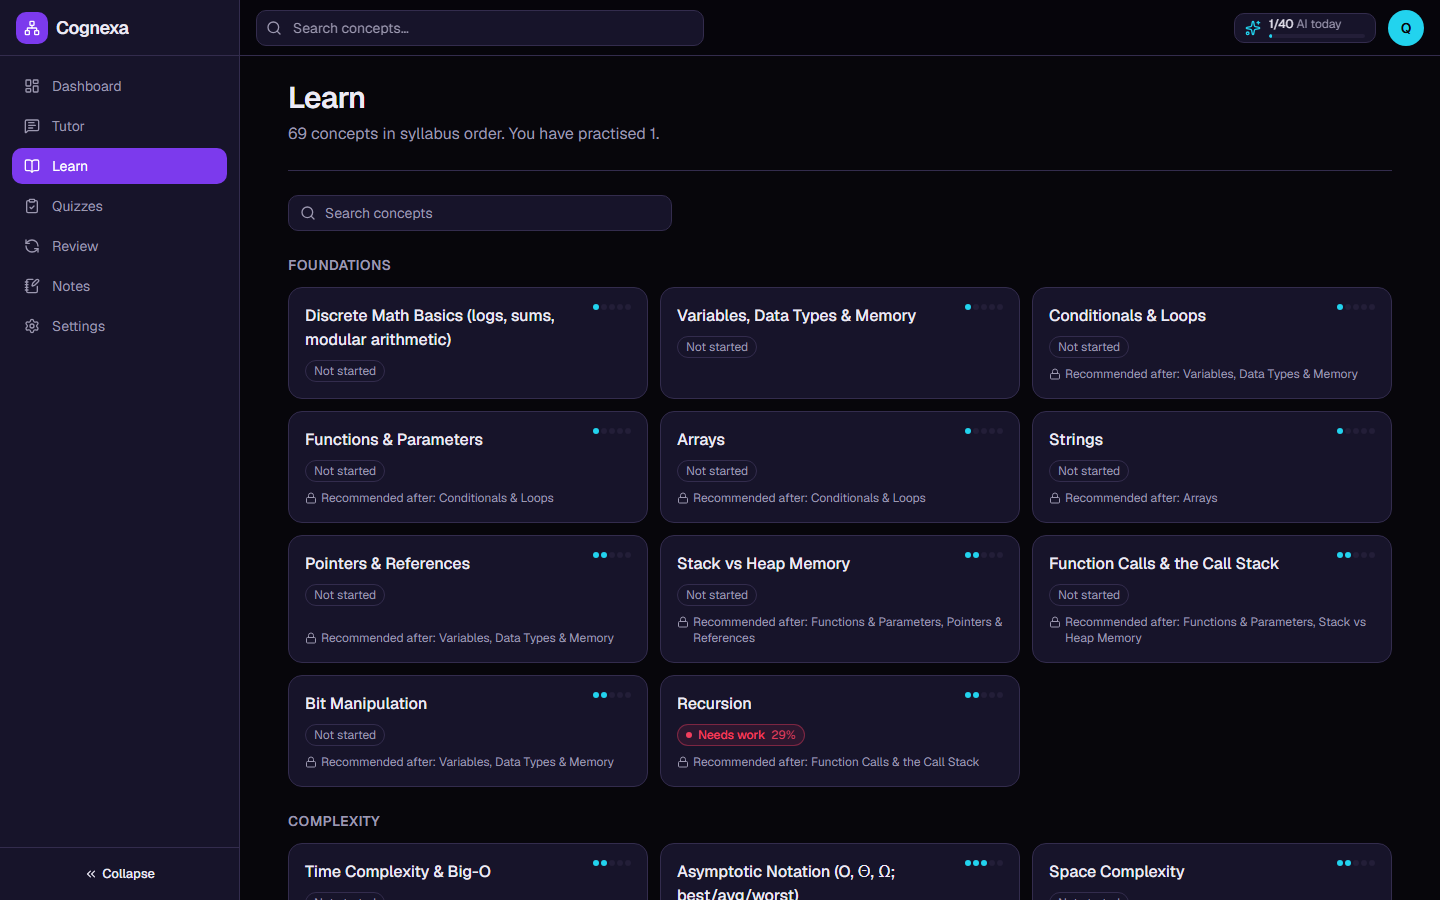 Cognexa
Search concepts...
1/40 AI today
Q
Dashboard
Tutor
Learn
Quizzes
Review
Notes
Settings
Collapse
Learn
69 concepts in syllabus order. You have practised 1.
Search concepts
FOUNDATIONS
Discrete Math Basics (logs, sums,
modular arithmetic)
Not started
Variables, Data Types & Memory
Not started
Conditionals & Loops
Not started
Recommended after: Variables, Data Types & Memory
Functions & Parameters
Not started
Recommended after: Conditionals & Loops
Arrays
Not started
Recommended after: Conditionals & Loops
Strings
Not started
Recommended after: Arrays
Pointers & References
Not started
Recommended after: Variables, Data Types & Memory
Stack vs Heap Memory
Not started
Recommended after: Functions & Parameters, Pointers &
References
Function Calls & the Call Stack
Not started
Recommended after: Functions & Parameters, Stack vs
Heap Memory
Bit Manipulation
Not started
Recommended after: Variables, Data Types & Memory
Recursion
Needs work 29%
Recommended after: Function Calls & the Call Stack
COMPLEXITY
Time Complexity & Big-O
Asymptotic Notation (O, Θ, Ω;
best/avg/worst)
Space Complexity